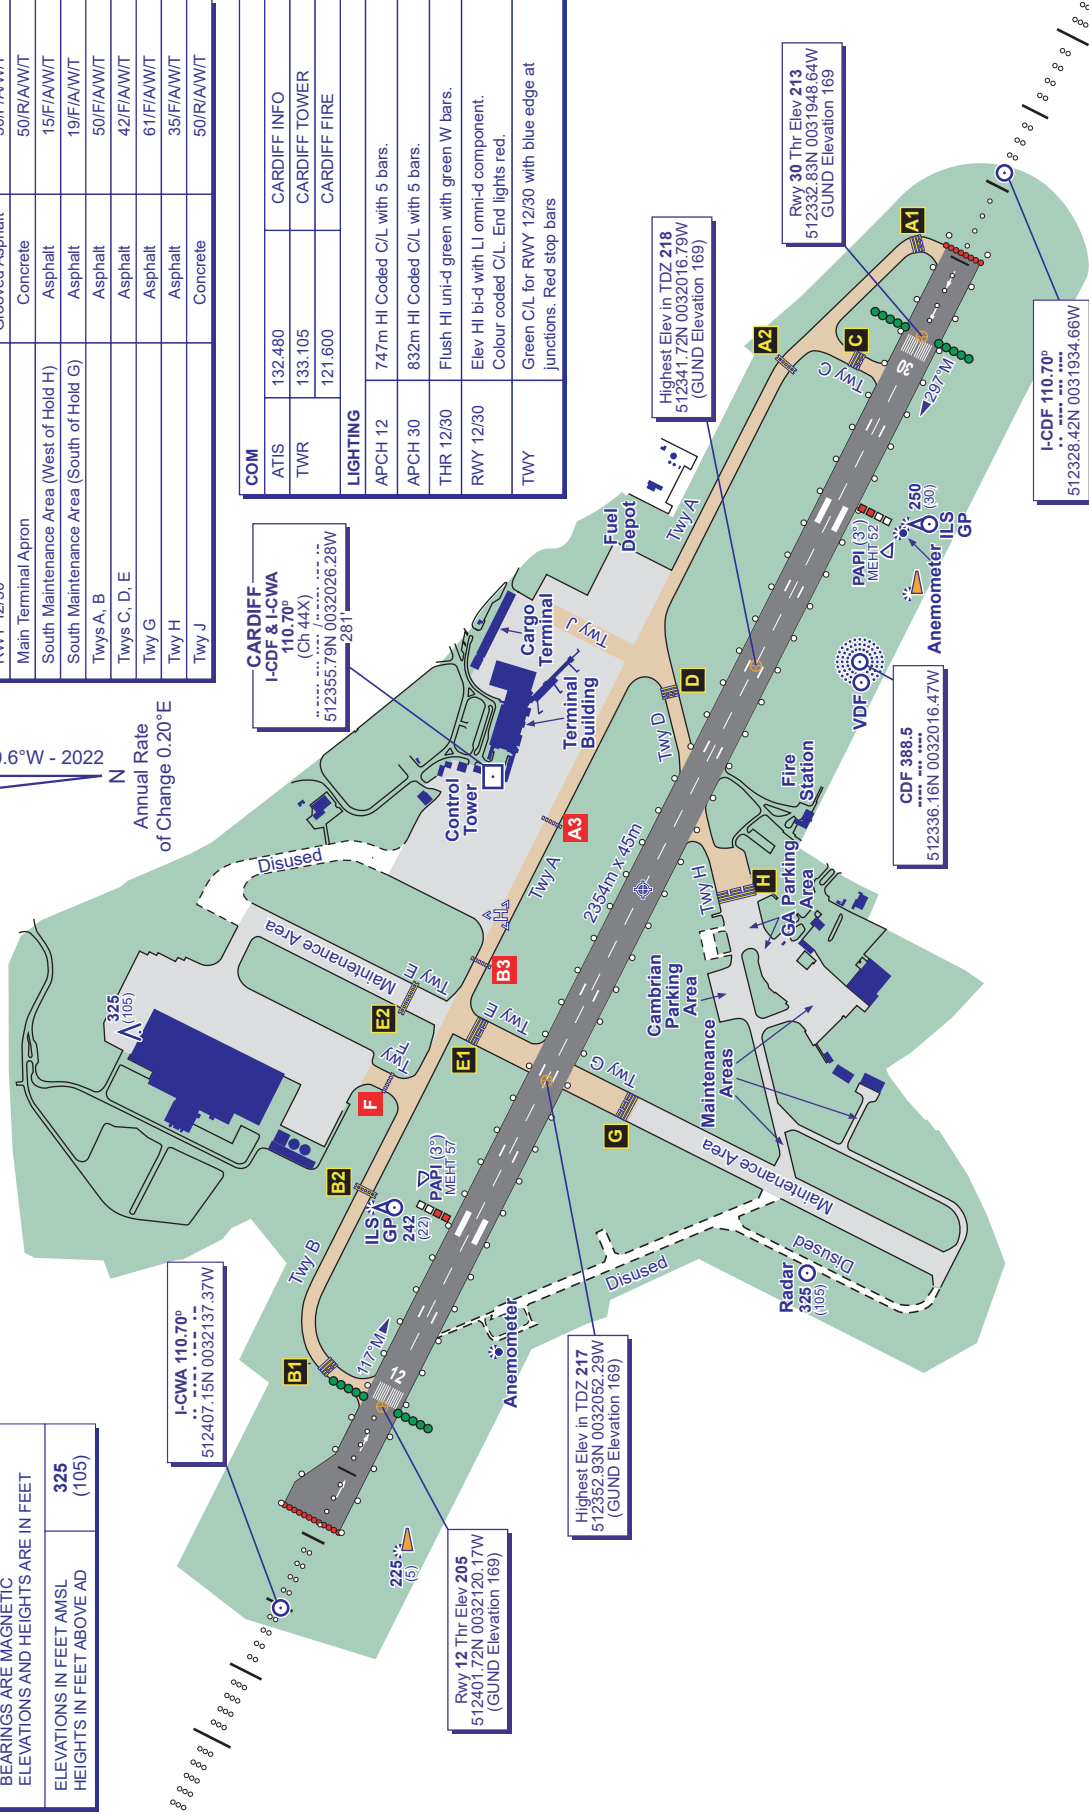 BEARINGS ARE MAGNETIC
ELEVATIONS AND HEIGHTS ARE IN FEET
ELEVATIONS IN FEET AMSL
HEIGHTS IN FEET ABOVE AD
325
(105)
0.6°W - 2022
N
Annual Rate
of Change 0.20°E
Main Terminal Apron Concrete 50/R/A/W/T
South Maintenance Area (West of Hold H) Asphalt 15/F/A/W/T
South Maintenance Area (South of Hold G) Asphalt 19/F/A/W/T
Twys A, B Asphalt 50/F/A/W/T
Twys C, D, E Asphalt 42/F/A/W/T
Twy G Asphalt 61/F/A/W/T
Twy H Asphalt 35/F/A/W/T
Twy J Concrete 50/R/A/W/T
COM
ATIS 132.480 CARDIFF INFO
TWR 133.105 CARDIFF TOWER
121.600 CARDIFF FIRE
LIGHTING
APCH 12 747m HI Coded C/L with 5 bars.
APCH 30 832m HI Coded C/L with 5 bars.
THR 12/30 Flush HI uni-d green with green W bars.
RWY 12/30 Elev HI bi-d with LI omni-d component.
Colour coded C/L. End lights red.
TWY Green C/L for RWY 12/30 with blue edge at
junctions. Red stop bars
CARDIFF
I-CDF & I-CWA
110.70º
(Ch 44X)
512355.79N 0032026.28W
281'
I-CWA 110.70º
512407.15N 0032137.37W
Rwy 12 Thr Elev 205
512401.72N 0032120.17W
(GUND Elevation 169)
Highest Elev in TDZ 217
512352.93N 0032052.29W
(GUND Elevation 169)
Highest Elev in TDZ 218
512341.72N 0032016.79W
(GUND Elevation 169)
Rwy 30 Thr Elev 213
512332.83N 0031948.64W
GUND Elevation 169
I-CDF 110.70º
512328.42N 0031934.66W
CDF 388.5
512336.16N 0032016.47W
225
(5)
12
117°M
B1
Twy B
B2
ILS
GP
242
(22)
PAPI (3°)
MEHT 57
Anemometer
Disused
Disused
Radar
325
(105)
325
(105)
F
Twy F
E2
Twy E
E1
Twy E
Maintenance Area
Disused
B3
Twy A
A3
Control
Tower
Terminal
Building
Cargo
Terminal
Fuel
Depot
Twy J
Twy A
D
Twy D
A2
A1
C
Twy C
30
297°M
2354m x 45m
Twy G
G
Maintenance Area
Maintenance
Areas
Cambrian
Parking
Area
Twy H
H
GA Parking
Area
Fire
Station
VDF
PAPI (3°)
MEHT 52
250
(30)
ILS
GP
Anemometer